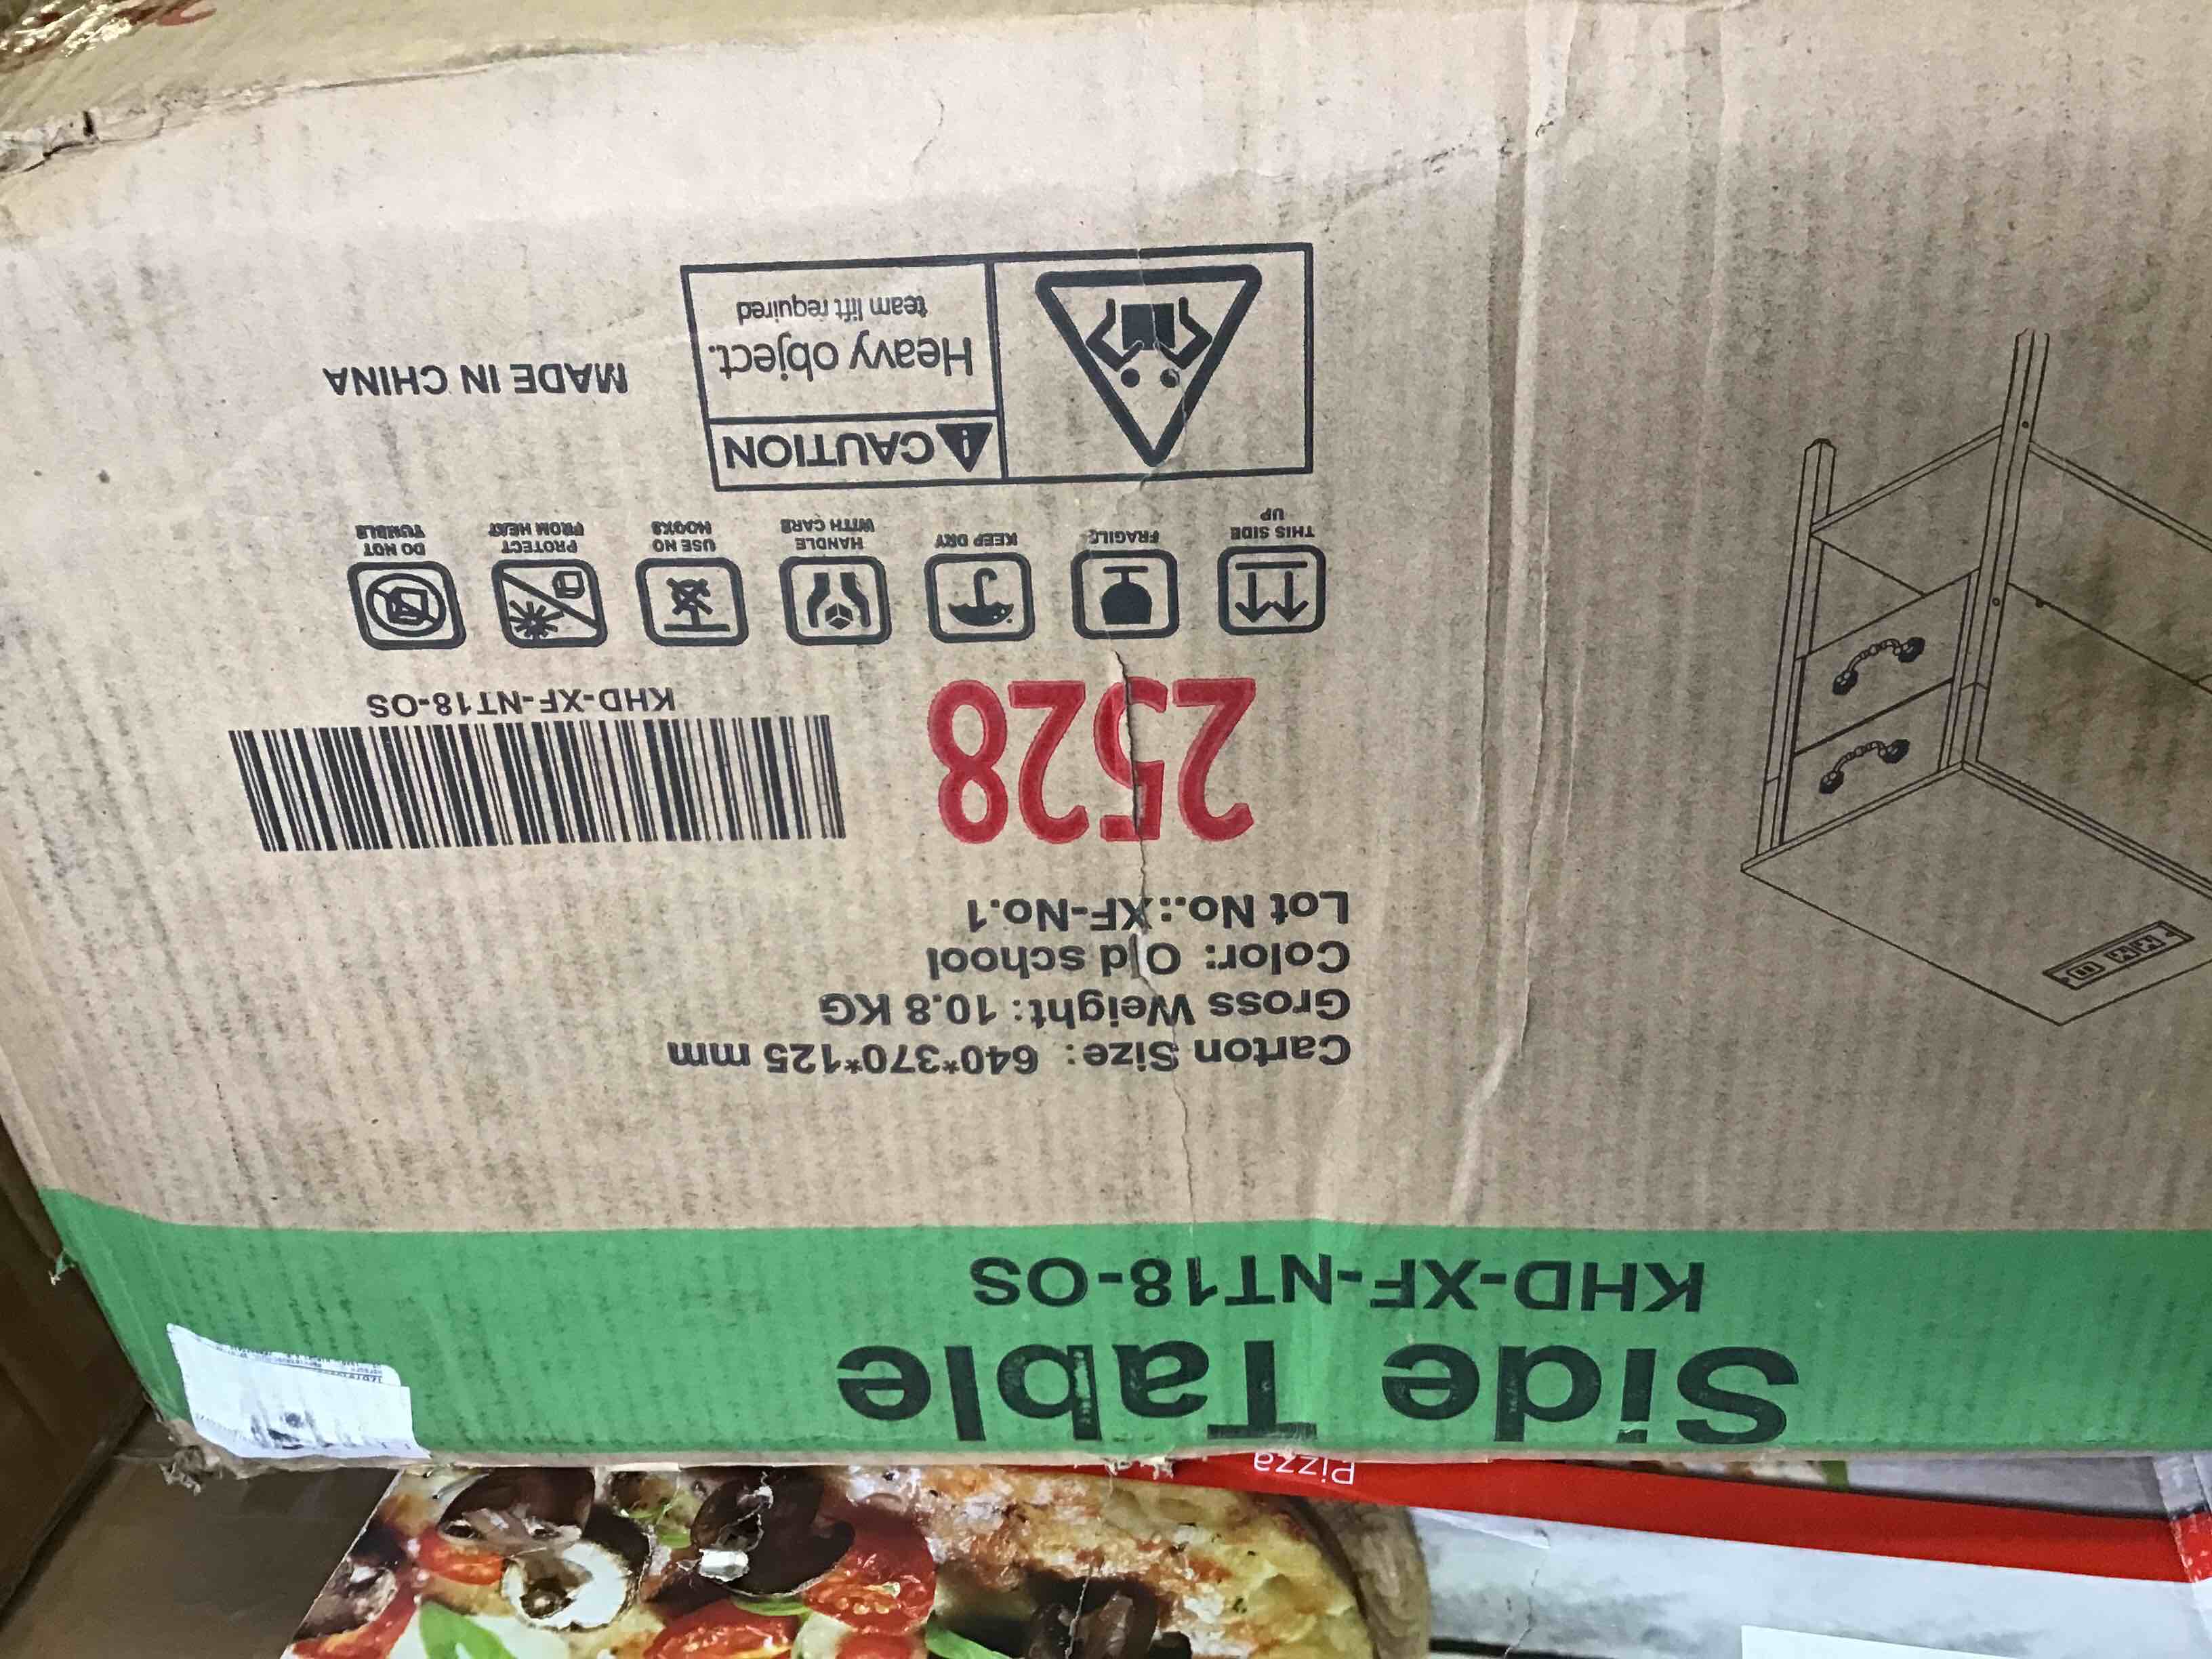 Side Table
KHD-XF-NT18-OS
Carton Size: 640*370*125 mm
Gross Weight: 10.8 KG
Color: Old school
Lot No.:XF-No.1
2528
KHD-XF-NT18-OS
THIS SIDE
UP
FRAGILE
KEEP DRY
HANDLE
WITH CARE
USE NO
HOOKS
PROTECT
FROM HEAT
DO NOT
TUMBLE
CAUTION
Heavy object.
team lift required
MADE IN CHINA
Pizza